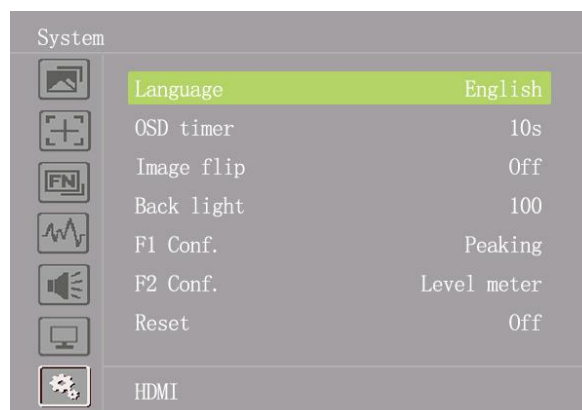 System
Language English
OSD timer 10s
Image flip Off
FN
Back light 100
F1 Conf. Peaking
F2 Conf. Level meter
Reset Off
HDMI